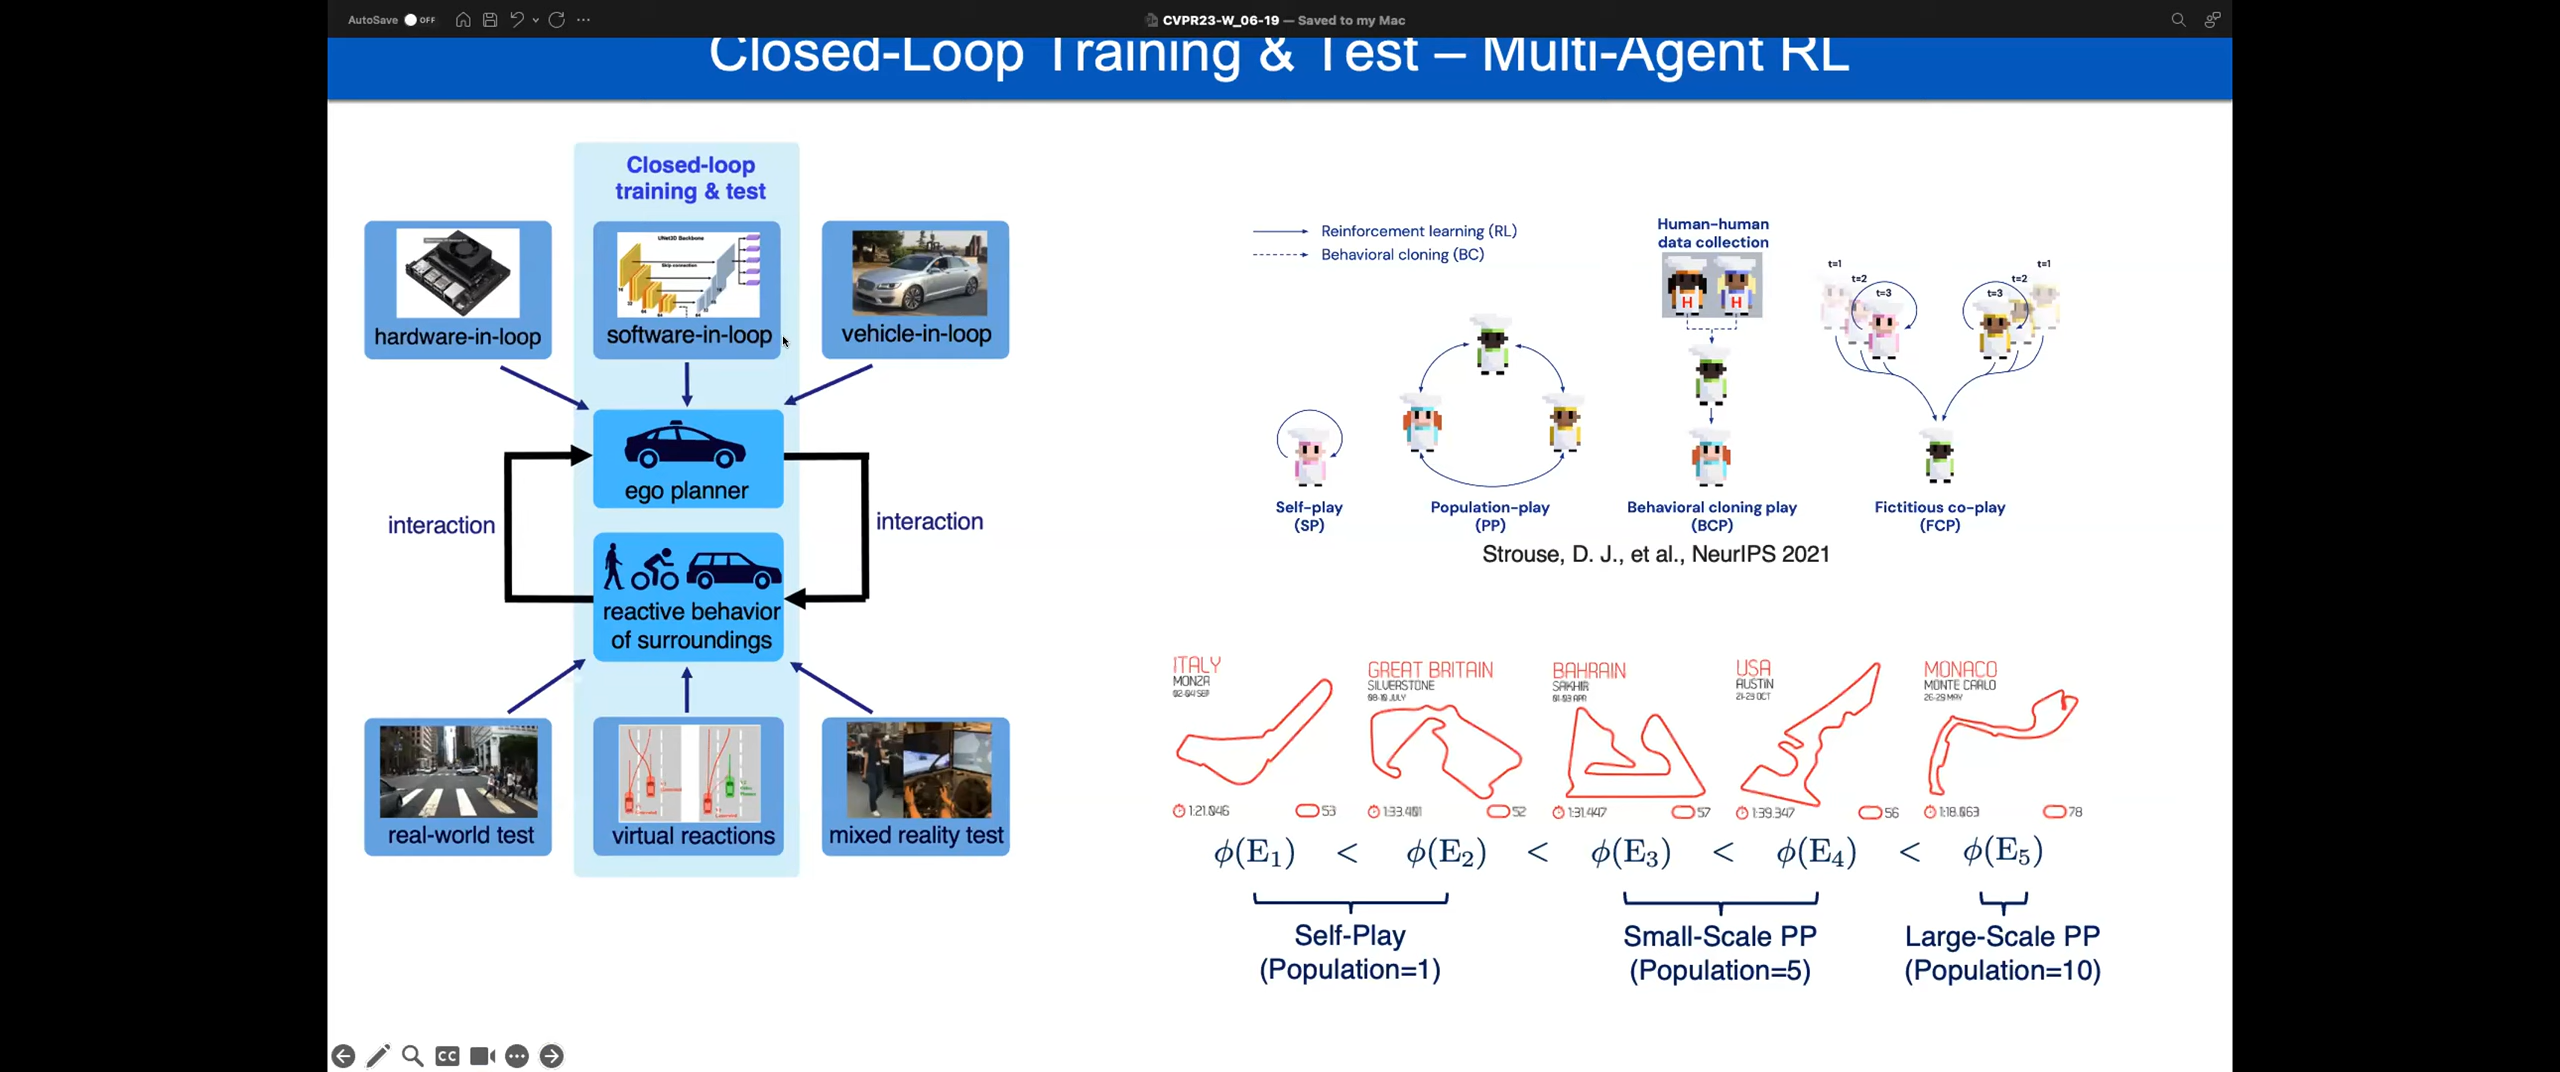 AutoSave OFF
CVPR23-W_06-19 — Saved to my Mac
Closed-Loop Training & Test – Multi-Agent RL
Closed-loop
training & test
hardware-in-loop
UNet3D Backbone
Skip connection
software-in-loop
vehicle-in-loop
ego planner
interaction
interaction
reactive behavior
of surroundings
real-world test
virtual reactions
mixed reality test
Reinforcement learning (RL)
Behavioral cloning (BC)
Human-human
data collection
H H
t=1
t=2
t=3
t=1
t=2
t=3
Self-play
(SP)
Population-play
(PP)
Behavioral cloning play
(BCP)
Fictitious co-play
(FCP)
Strouse, D. J., et al., NeurIPS 2021
ITALY
MONZA
02-04 SEP
1:21.046 53
GREAT BRITAIN
SILVERSTONE
08-10 JULY
1:33.401 52
BAHRAIN
SAKHIR
01-03 APR
1:31.447 57
USA
AUSTIN
21-23 OCT
1:39.347 56
MONACO
MONTE CARLO
26-29 MAY
1:18.063 78
ϕ(E₁) < ϕ(E₂) < ϕ(E₃) < ϕ(E₄) < ϕ(E₅)
Self-Play
(Population=1)
Small-Scale PP
(Population=5)
Large-Scale PP
(Population=10)
CC